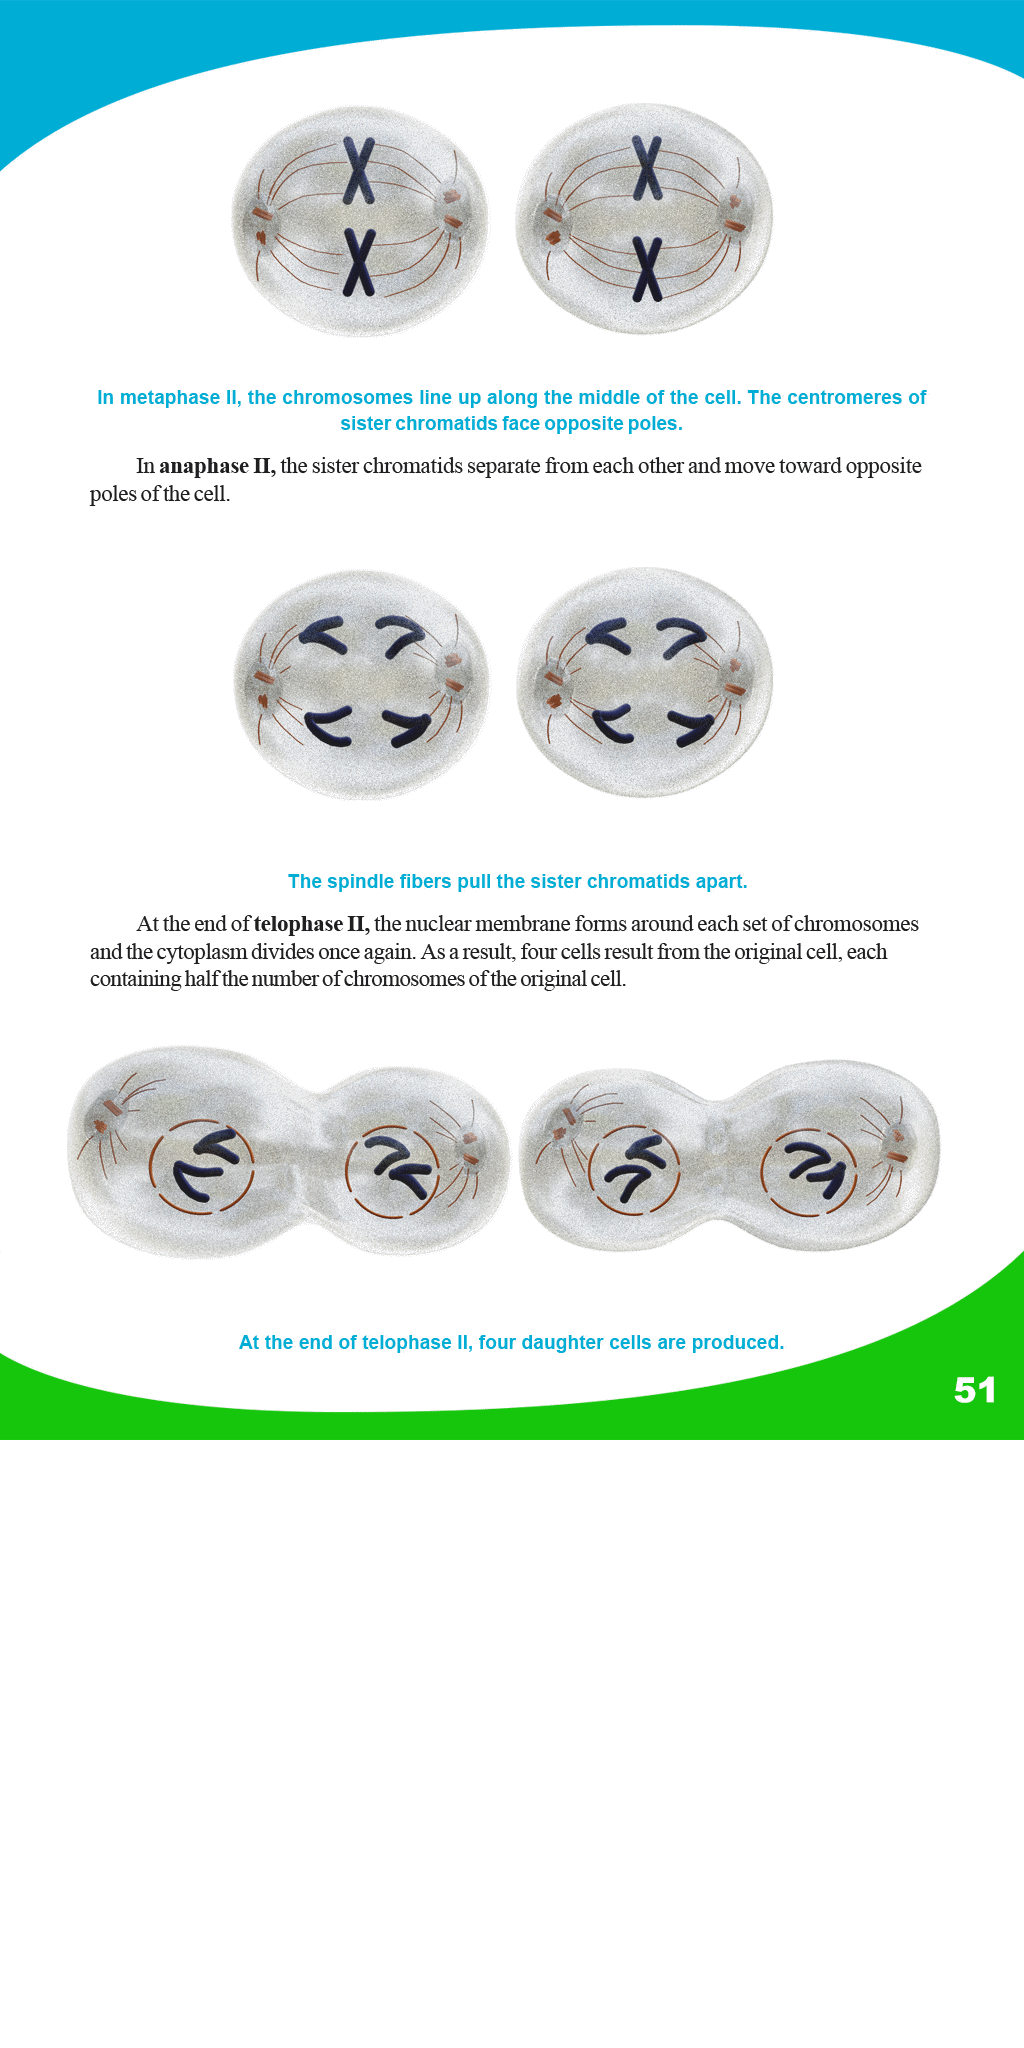 In metaphase II, the chromosomes line up along the middle of the cell. The centromeres of
sister chromatids face opposite poles.
In anaphase II, the sister chromatids separate from each other and move toward opposite
poles of the cell.
The spindle fibers pull the sister chromatids apart.
At the end of telophase II, the nuclear membrane forms around each set of chromosomes
and the cytoplasm divides once again. As a result, four cells result from the original cell, each
containing half the number of chromosomes of the original cell.
At the end of telophase II, four daughter cells are produced.
51